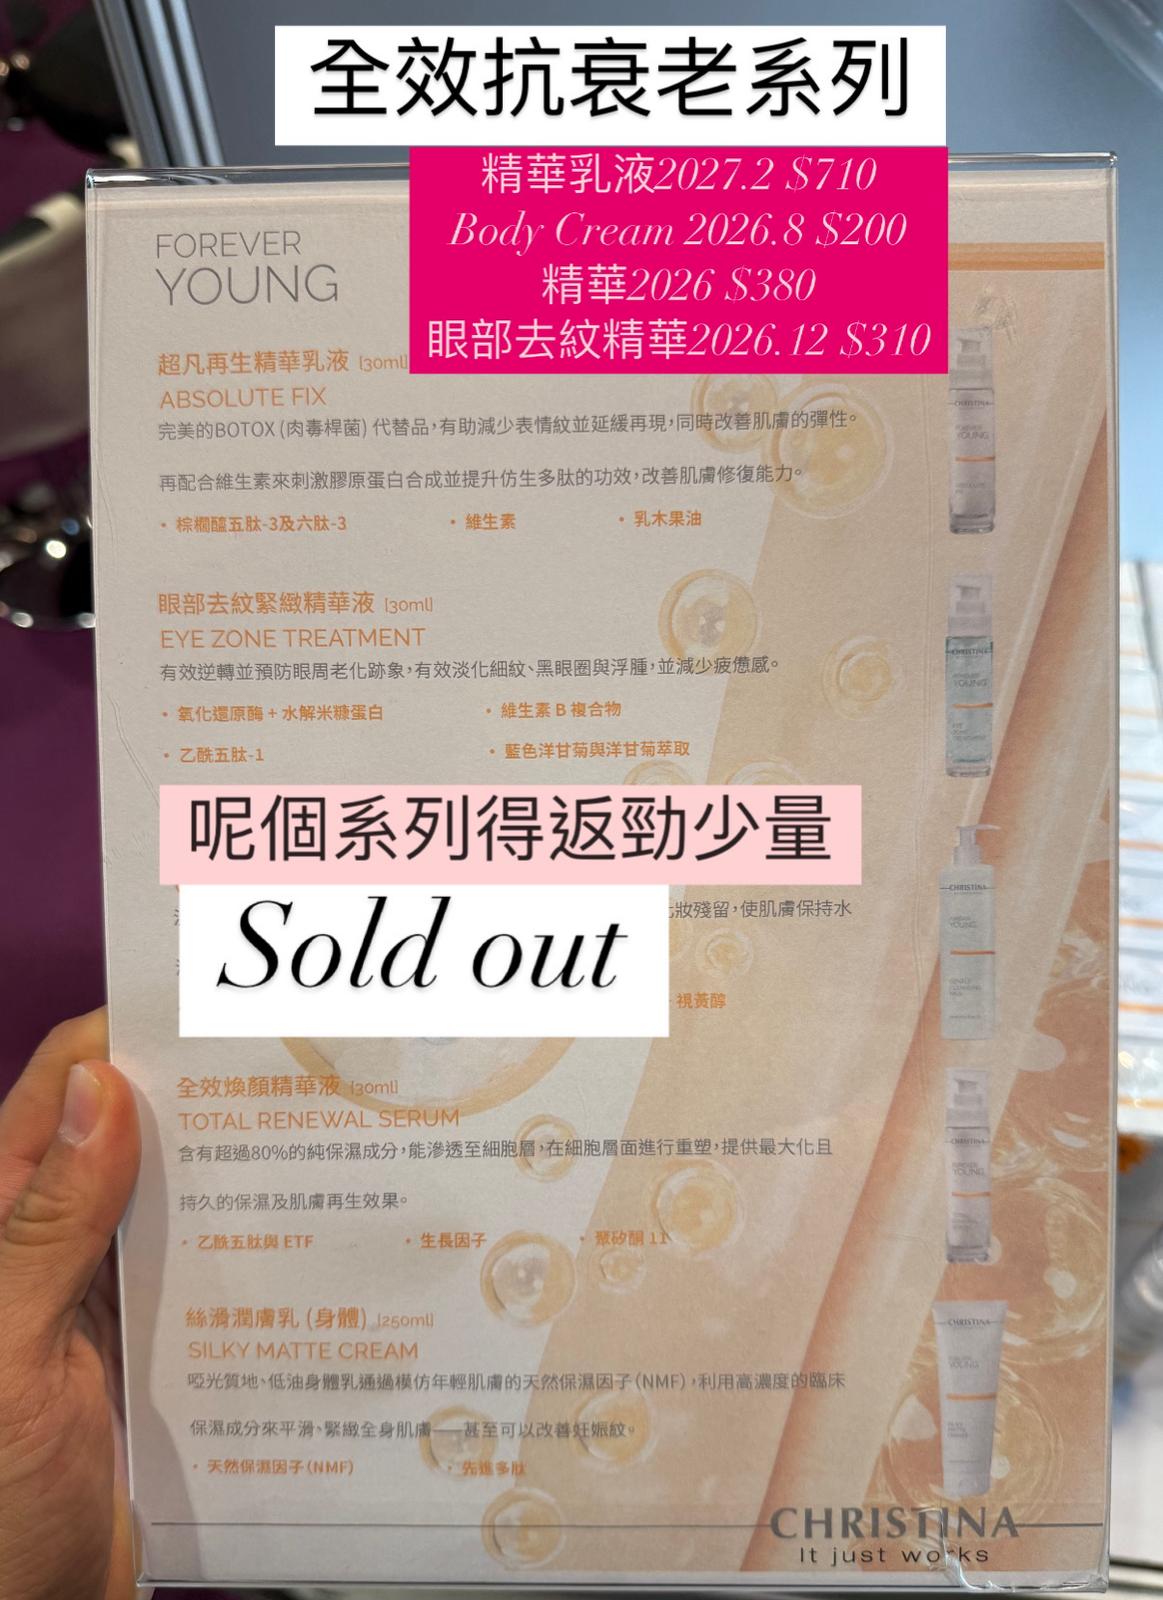 全效抗衰老系列
精華乳液2027.2 $710
Body Cream 2026.8 $200
精華2026 $380
眼部去紋精華2026.12 $310
FOREVER
YOUNG
超凡再生精華乳液 [30ml]
ABSOLUTE FIX
完美的BOTOX (肉毒桿菌) 代替品,有助減少表情紋並延緩再現,同時改善肌膚的彈性。
再配合維生素來刺激膠原蛋白合成並提升仿生多肽的功效,改善肌膚修復能力。
• 棕櫚醯五肽-3及六肽-3 • 維生素 • 乳木果油
眼部去紋緊緻精華液 [30ml]
EYE ZONE TREATMENT
有效逆轉並預防眼周老化跡象,有效淡化細紋、黑眼圈與浮腫,並減少疲憊感。
• 氧化還原酶 + 水解米糠蛋白 • 維生素 B 複合物
• 乙酰五肽-1 • 藍色洋甘菊與洋甘菊萃取
呢個系列得返勁少量
Sold out
妝殘留,使肌膚保持水
視黃醇
全效煥顏精華液 [30ml]
TOTAL RENEWAL SERUM
含有超過80%的純保濕成分,能滲透至細胞層,在細胞層面進行重塑,提供最大化且
持久的保濕及肌膚再生效果。
• 乙酰五肽與 ETF • 生長因子 • 聚矽酮 11
絲滑潤膚乳 (身體) [250ml]
SILKY MATTE CREAM
啞光質地、低油身體乳通過模仿年輕肌膚的天然保濕因子(NMF),利用高濃度的臨床
保濕成分來平滑、緊緻全身肌膚——甚至可以改善妊娠紋。
• 天然保濕因子(NMF) • 先進多肽
CHRISTINA
It just works